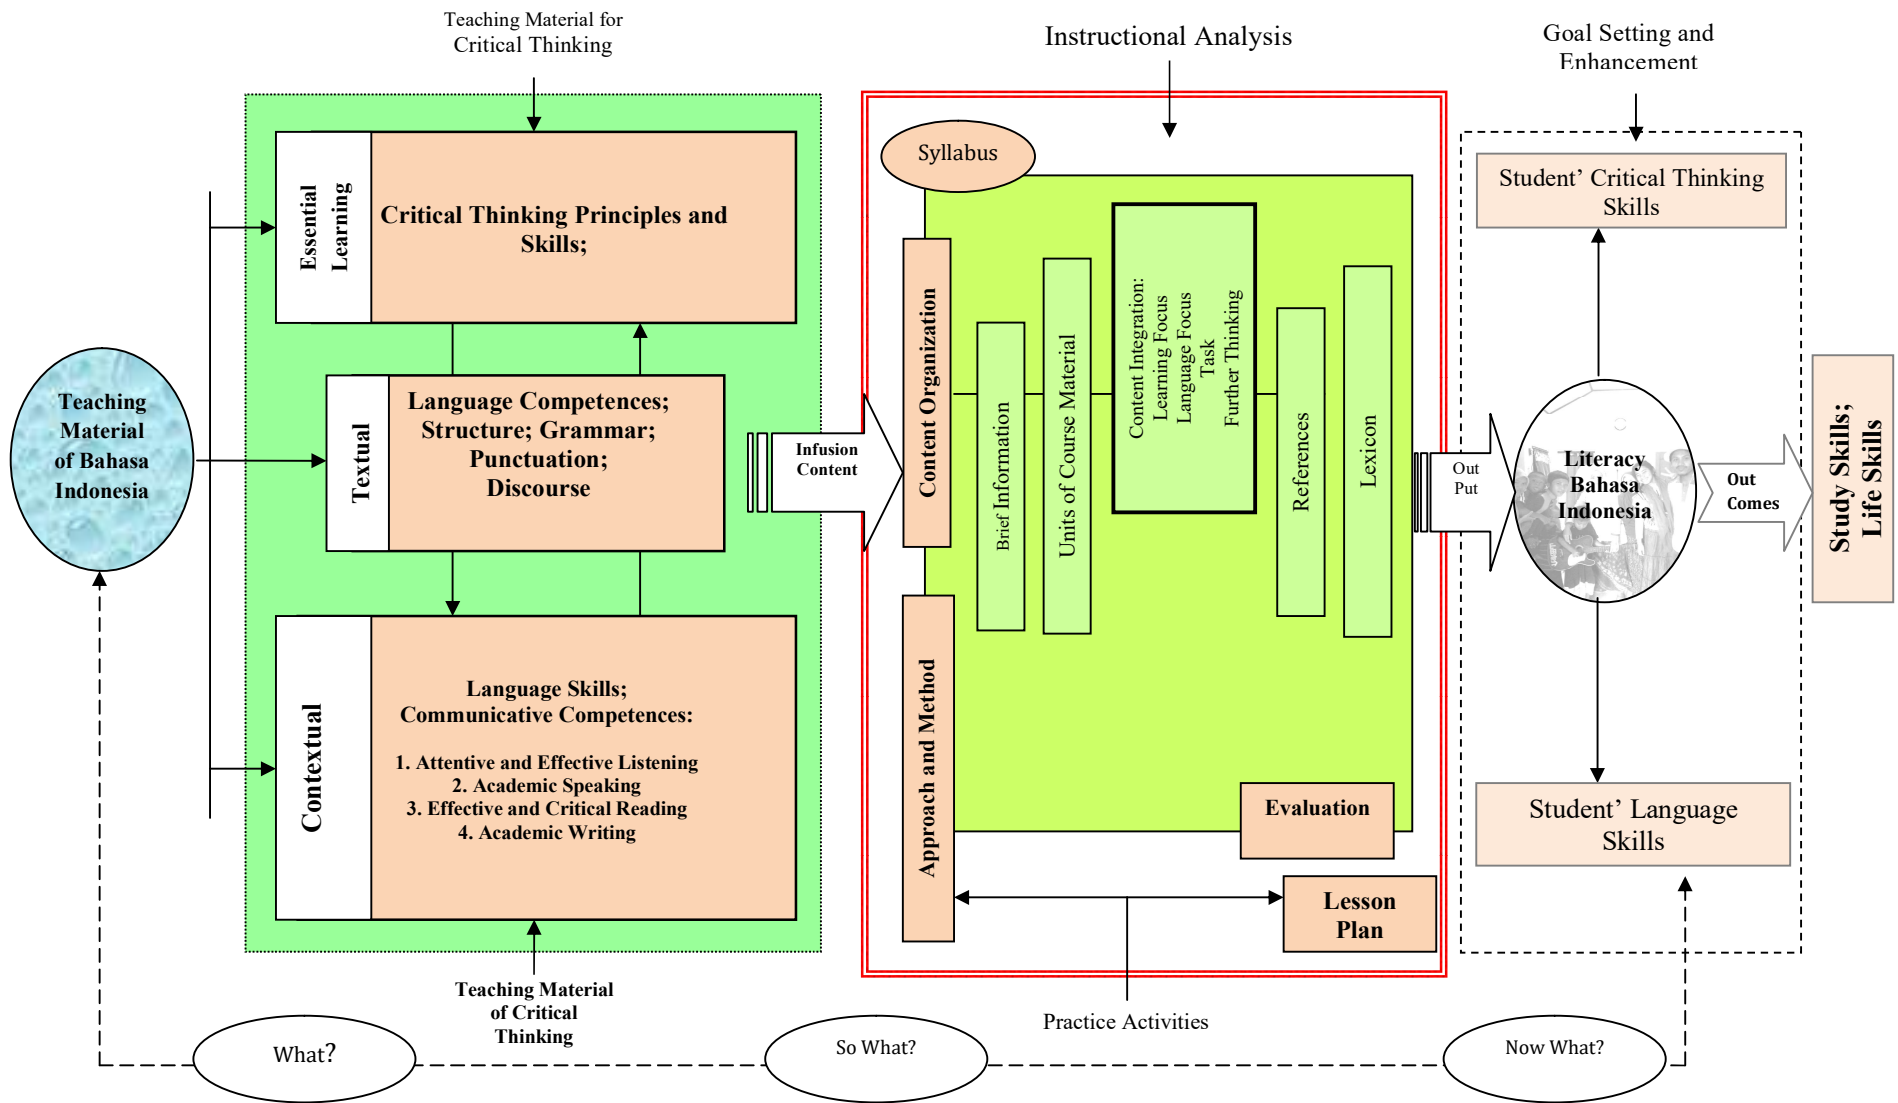 Teaching Material for
Critical Thinking
Instructional Analysis
Goal Setting and
Enhancement
Teaching
Material
of Bahasa
Indonesia
Essential
Learning
Critical Thinking Principles and
Skills;
Textual
Language Competences;
Structure; Grammar;
Punctuation;
Discourse
Contextual
Language Skills;
Communicative Competences:
1. Attentive and Effective Listening
2. Academic Speaking
3. Effective and Critical Reading
4. Academic Writing
Teaching Material
of Critical
Thinking
Infusion
Content
Syllabus
Content Organization
Approach and Method
Brief Information
Units of Course Material
Content Integration:
Learning Focus
Language Focus
Task
Further Thinking
References
Lexicon
Evaluation
Lesson
Plan
Practice Activities
Out
Put
Student’ Critical Thinking
Skills
Literacy
Bahasa
Indonesia
Student’ Language
Skills
Out
Comes
Study Skills;
Life Skills
What?
So What?
Now What?